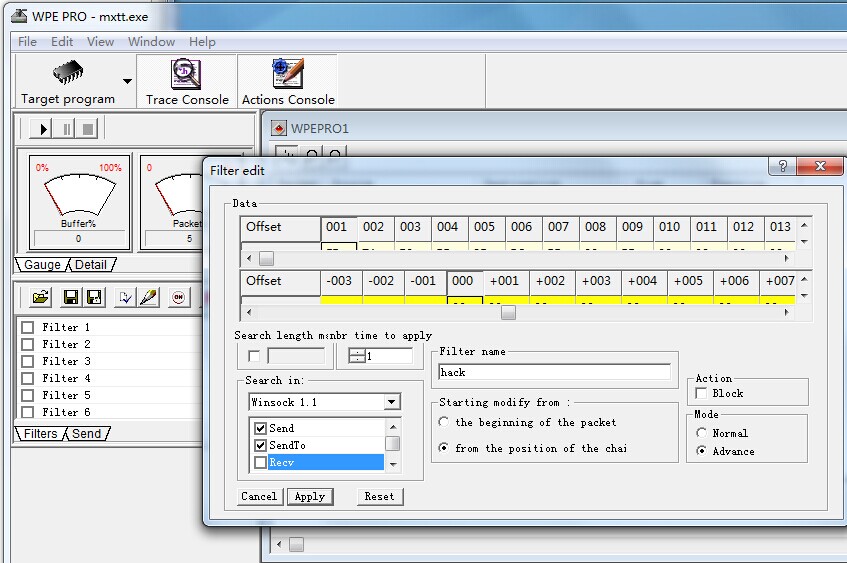 WPE PRO - mxtt.exe
File Edit View Window Help
Target program
Trace Console
Actions Console
WPEPRO1
0% 100%
Buffer%
0
0
Packet
5
Gauge Detail
ON
Filter 1
Filter 2
Filter 3
Filter 4
Filter 5
Filter 6
Filters Send
Filter edit
Data
Offset 001 002 003 004 005 006 007 008 009 010 011 012 013
Offset -003 -002 -001 000 +001 +002 +003 +004 +005 +006 +007
Search length
nbr time to apply
1
Search in:
Winsock 1.1
Send
SendTo
Recv
Filter name
hack
Starting modify from :
the beginning of the packet
from the position of the chai
Action
Block
Mode
Normal
Advance
Cancel Apply Reset